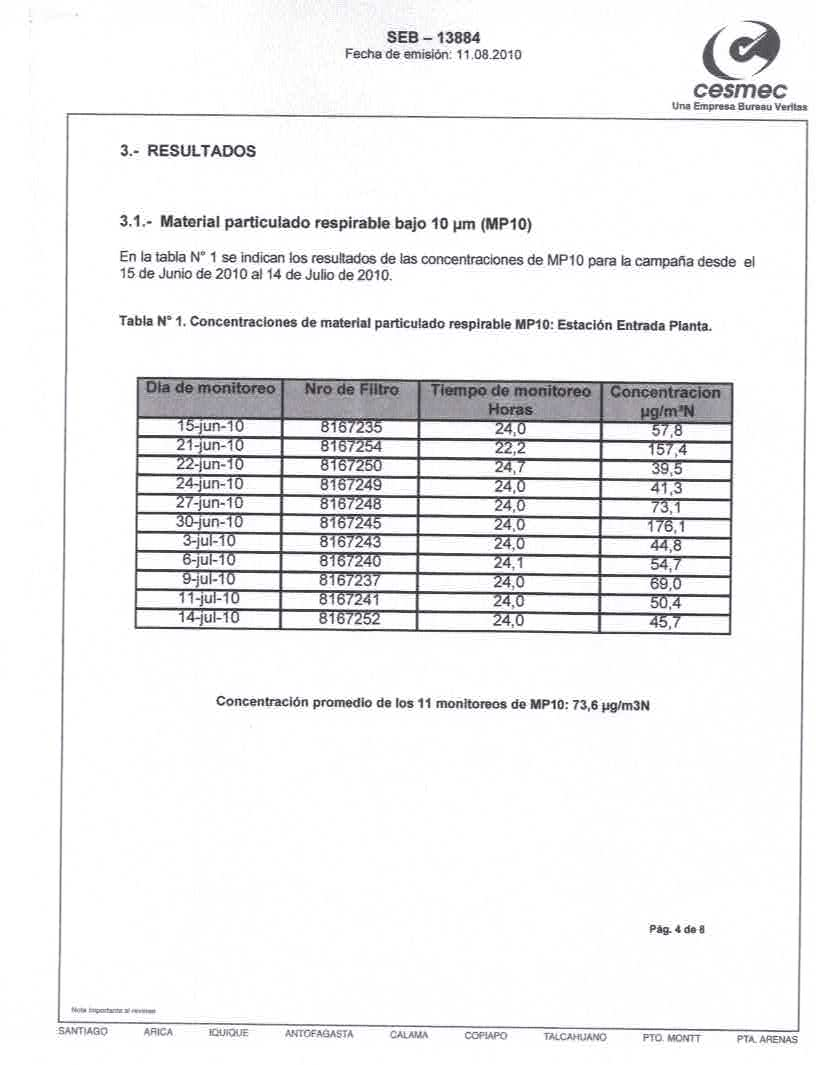 SEB – 13884
Fecha de emisión: 11.08.2010
cesmec
Una Empresa Bureau Veritas
3.- RESULTADOS
3.1.- Material particulado respirable bajo 10 µm (MP10)
En la tabla N° 1 se indican los resultados de las concentraciones de MP10 para la campaña desde el
15 de Junio de 2010 al 14 de Julio de 2010.
Tabla N° 1. Concentraciones de material particulado respirable MP10: Estación Entrada Planta.
Dia de monitoreo Nro de Filtro Tiempo de monitoreo Concentracion
Horas µg/m³N
15-jun-10 8167235 24,0 57,8
21-jun-10 8167254 22,2 157,4
22-jun-10 8167250 24,7 39,5
24-jun-10 8167249 24,0 41,3
27-jun-10 8167248 24,0 73,1
30-jun-10 8167245 24,0 176,1
3-jul-10 8167243 24,0 44,8
6-jul-10 8167240 24,1 54,7
9-jul-10 8167237 24,0 69,0
11-jul-10 8167241 24,0 50,4
14-jul-10 8167252 24,0 45,7
Concentración promedio de los 11 monitoreos de MP10: 73,6 µg/m3N
Pág. 4 de 8
Nota importante al reverso
SANTIAGO ARICA IQUIQUE ANTOFAGASTA CALAMA COPIAPO TALCAHUANO PTO. MONTT PTA. ARENAS